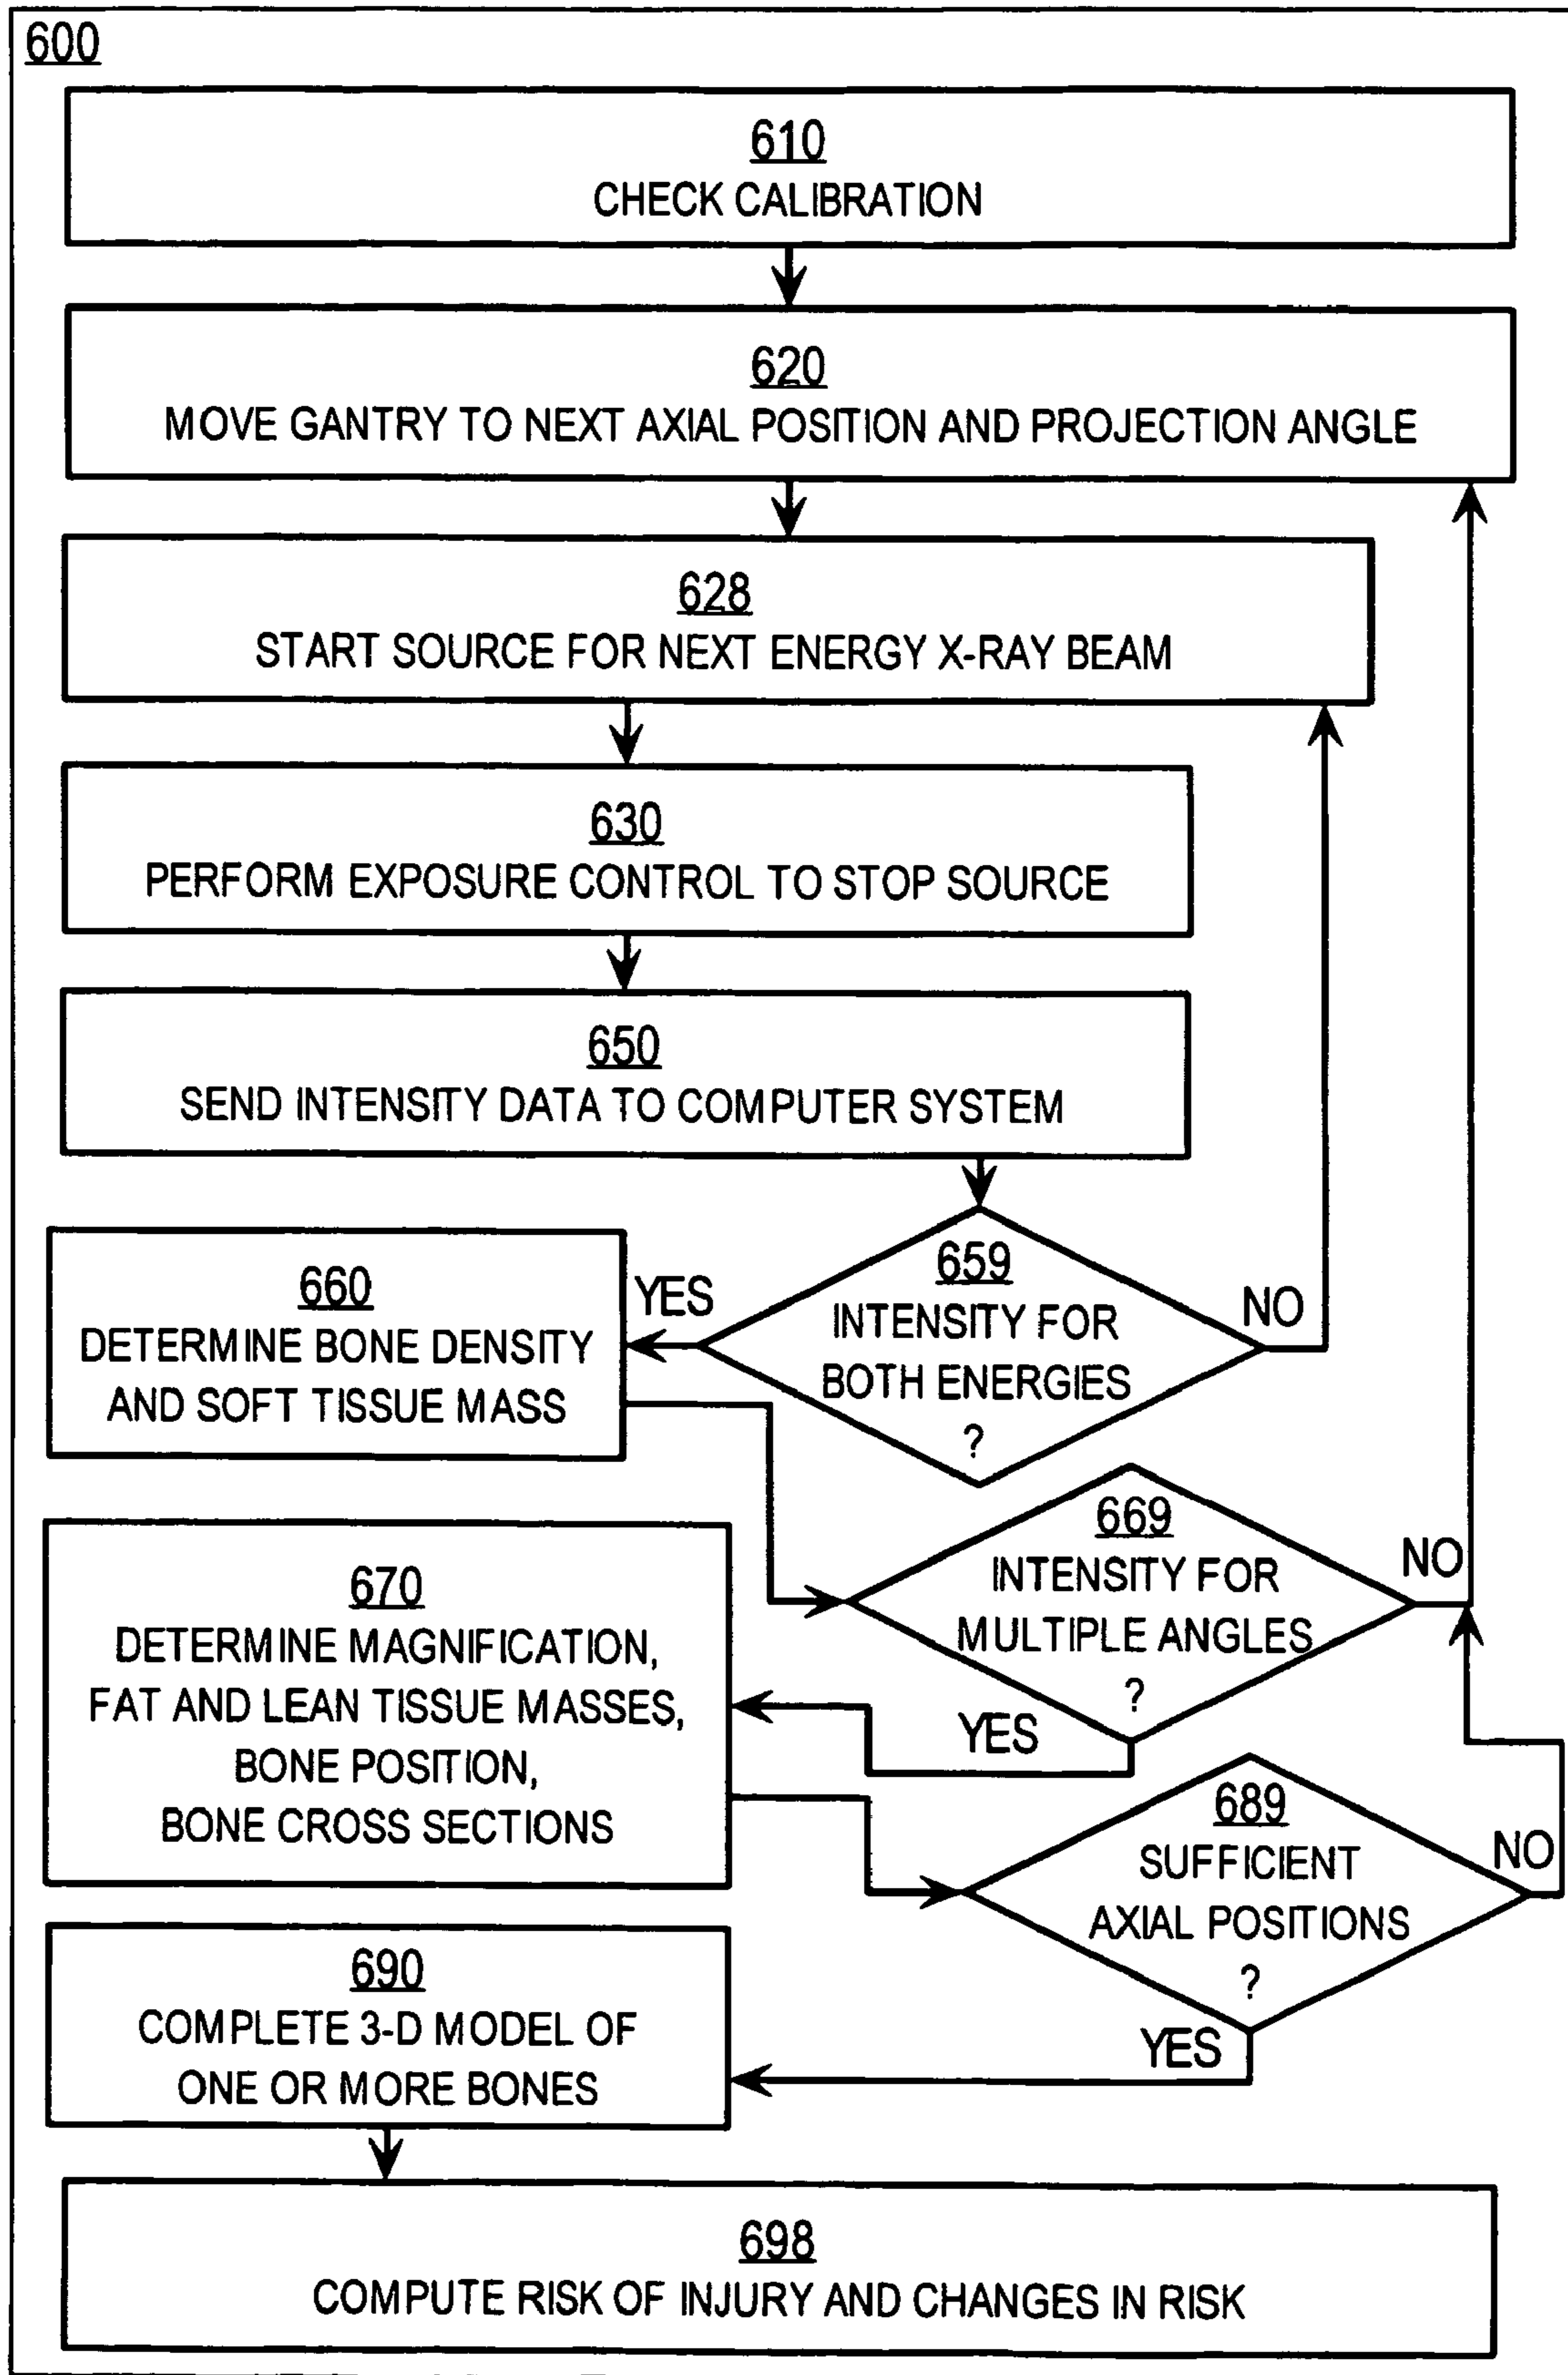 600
610
CHECK CALIBRATION
620
MOVE GANTRY TO NEXT AXIAL POSITION AND PROJECTION ANGLE
628
START SOURCE FOR NEXT ENERGY X-RAY BEAM
630
PERFORM EXPOSURE CONTROL TO STOP SOURCE
650
SEND INTENSITY DATA TO COMPUTER SYSTEM
659
INTENSITY FOR
BOTH ENERGIES
?
YES
NO
660
DETERMINE BONE DENSITY
AND SOFT TISSUE MASS
669
INTENSITY FOR
MULTIPLE ANGLES
?
NO
YES
670
DETERMINE MAGNIFICATION,
FAT AND LEAN TISSUE MASSES,
BONE POSITION,
BONE CROSS SECTIONS
689
SUFFICIENT
AXIAL POSITIONS
?
NO
YES
690
COMPLETE 3-D MODEL OF
ONE OR MORE BONES
698
COMPUTE RISK OF INJURY AND CHANGES IN RISK